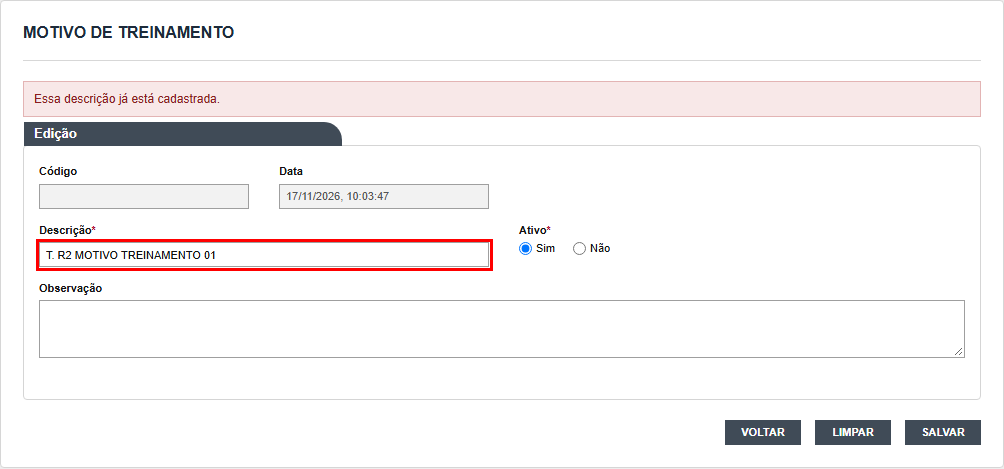 MOTIVO DE TREINAMENTO
Essa descrição já está cadastrada.
Edição
Código
Data
17/11/2026, 10:03:47
Descrição*
Ativo*
T. R2 MOTIVO TREINAMENTO 01
Sim
Não
Observação
VOLTAR
LIMPAR
SALVAR